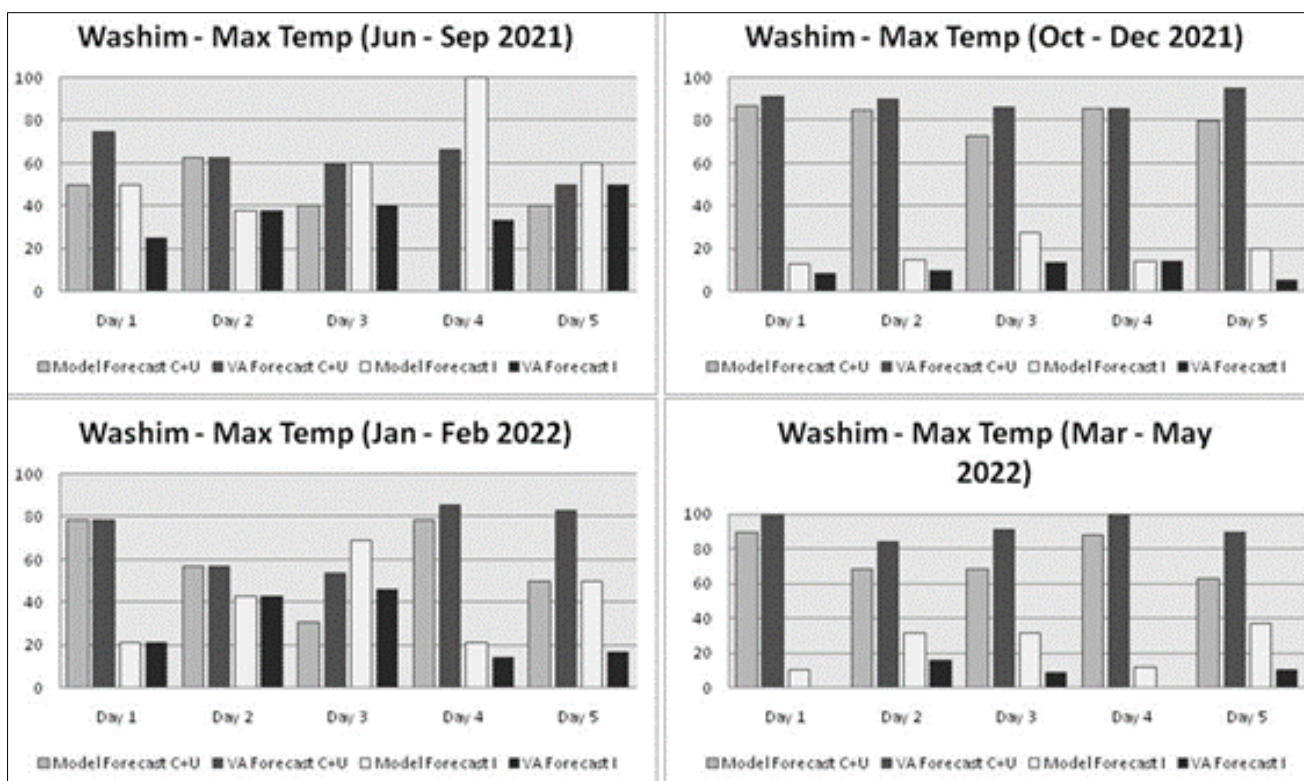 Washim - Max Temp (Jun - Sep 2021)
100
80
60
40
20
0
Day 1 Day 2 Day 3 Day 4 Day 5
Model Forecast C+U VA Forecast C+U Model Forecast I VA Forecast I
Washim - Max Temp (Oct - Dec 2021)
100
80
60
40
20
0
Day 1 Day 2 Day 3 Day 4 Day 5
Model Forecast C+U VA Forecast C+U Model Forecast I VA Forecast I
Washim - Max Temp (Jan - Feb 2022)
100
80
60
40
20
0
Day 1 Day 2 Day 3 Day 4 Day 5
Model Forecast C+U VA Forecast C+U Model Forecast I VA Forecast I
Washim - Max Temp (Mar - May
2022)
100
80
60
40
20
0
Day 1 Day 2 Day 3 Day 4 Day 5
Model Forecast C+U VA Forecast C+U Model Forecast I VA Forecast I